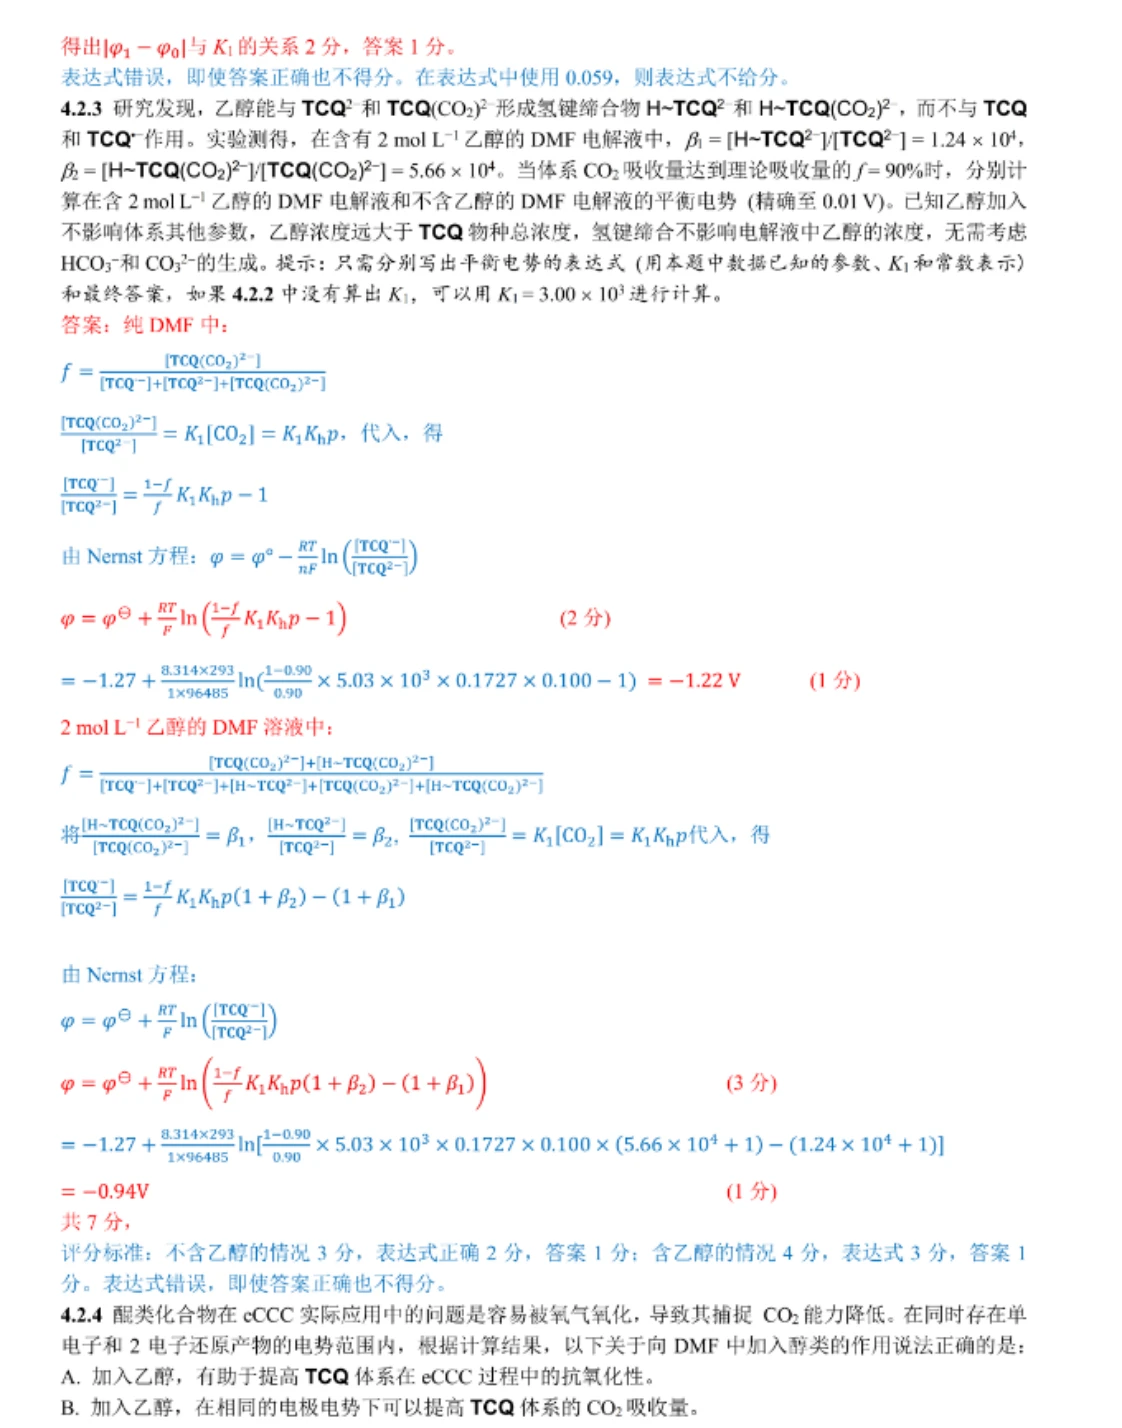 得出|φ₁ − φ₀|与 K₁ 的关系 2 分，答案 1 分。
表达式错误，即使答案正确也不得分。在表达式中使用 0.059，则表达式不给分。
4.2.3 研究发现，乙醇能与 TCQ²⁻和 TCQ(CO₂)²⁻形成氢键缔合物 H~TCQ²⁻和 H~TCQ(CO₂)²⁻，而不与 TCQ
和 TCQ•⁻作用。实验测得，在含有 2 mol L⁻¹ 乙醇的 DMF 电解液中，β₁ = [H~TCQ²⁻]/[TCQ²⁻] = 1.24 × 10⁴，
β₂ = [H~TCQ(CO₂)²⁻]/[TCQ(CO₂)²⁻] = 5.66 × 10⁴。当体系 CO₂ 吸收量达到理论吸收量的 f = 90%时，分别计
算在含 2 mol L⁻¹ 乙醇的 DMF 电解液和不含乙醇的 DMF 电解液的平衡电势 (精确至 0.01 V)。已知乙醇加入
不影响体系其他参数，乙醇浓度远大于 TCQ 物种总浓度，氢键缔合不影响电解液中乙醇的浓度，无需考虑
HCO₃⁻和 CO₃²⁻的生成。提示：只需分别写出平衡电势的表达式 (用本题中数据已知的参数、K₁ 和常数表示)
和最终答案，如果 4.2.2 中没有算出 K₁，可以用 K₁ = 3.00 × 10³ 进行计算。
答案：纯 DMF 中：
f = [TCQ(CO₂)²⁻] / ([TCQ·⁻]+[TCQ²⁻]+[TCQ(CO₂)²⁻])
[TCQ(CO₂)²⁻]/[TCQ²⁻] = K₁[CO₂] = K₁Kₕp，代入，得
[TCQ·⁻]/[TCQ²⁻] = (1−f)/f K₁Kₕp − 1
由 Nernst 方程：φ = φ° − RT/nF ln([TCQ·⁻]/[TCQ²⁻])
φ = φ⊖ + RT/F ln((1−f)/f K₁Kₕp − 1) (2 分)
= −1.27 + (8.314×293)/(1×96485) ln((1−0.90)/0.90 × 5.03 × 10³ × 0.1727 × 0.100 − 1) = −1.22 V (1 分)
2 mol L⁻¹ 乙醇的 DMF 溶液中：
f = ([TCQ(CO₂)²⁻]+[H~TCQ(CO₂)²⁻]) / ([TCQ·⁻]+[TCQ²⁻]+[H~TCQ²⁻]+[TCQ(CO₂)²⁻]+[H~TCQ(CO₂)²⁻])
将[H~TCQ(CO₂)²⁻]/[TCQ(CO₂)²⁻] = β₁，[H~TCQ²⁻]/[TCQ²⁻] = β₂，[TCQ(CO₂)²⁻]/[TCQ²⁻] = K₁[CO₂] = K₁Kₕp代入，得
[TCQ·⁻]/[TCQ²⁻] = (1−f)/f K₁Kₕp(1 + β₂) − (1 + β₁)
由 Nernst 方程：
φ = φ⊖ + RT/F ln([TCQ·⁻]/[TCQ²⁻])
φ = φ⊖ + RT/F ln((1−f)/f K₁Kₕp(1 + β₂) − (1 + β₁)) (3 分)
= −1.27 + (8.314×293)/(1×96485) ln[(1−0.90)/0.90 × 5.03 × 10³ × 0.1727 × 0.100 × (5.66 × 10⁴ + 1) − (1.24 × 10⁴ + 1)]
= −0.94V (1 分)
共 7 分，
评分标准：不含乙醇的情况 3 分，表达式正确 2 分，答案 1 分；含乙醇的情况 4 分，表达式 3 分，答案 1
分。表达式错误，即使答案正确也不得分。
4.2.4 醌类化合物在 eCCC 实际应用中的问题是容易被氧气氧化，导致其捕捉 CO₂ 能力降低。在同时存在单
电子和 2 电子还原产物的电势范围内，根据计算结果，以下关于向 DMF 中加入醇类的作用说法正确的是：
A. 加入乙醇，有助于提高 TCQ 体系在 eCCC 过程中的抗氧化性。
B. 加入乙醇，在相同的电极电势下可以提高 TCQ 体系的 CO₂ 吸收量。